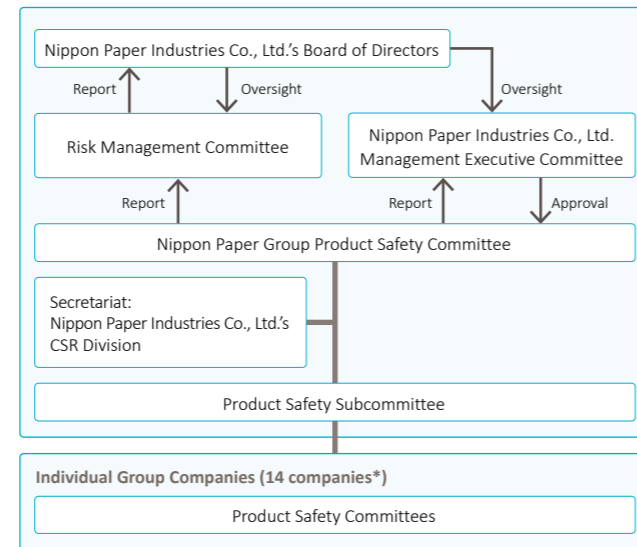 Nippon Paper Industries Co., Ltd.'s Board of Directors
Report
Oversight
Oversight
Risk Management Committee
Nippon Paper Industries Co., Ltd.
Management Executive Committee
Report
Report
Approval
Nippon Paper Group Product Safety Committee
Secretariat:
Nippon Paper Industries Co., Ltd.'s
CSR Division
Product Safety Subcommittee
Individual Group Companies (14 companies*)
Product Safety Committees